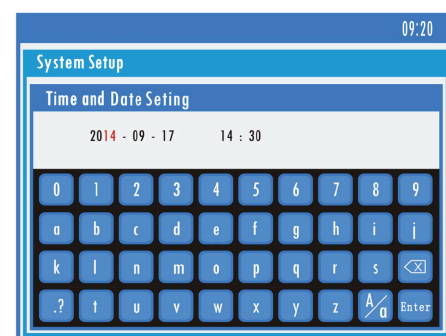 09:20
System Setup
Time and Date Seting
2014 - 09 - 17 14 : 30
0 1 2 3 4 5 6 7 8 9
a b c d e f g h i j
k l n m o p q r s
.? t u v w x y z A/a Enter